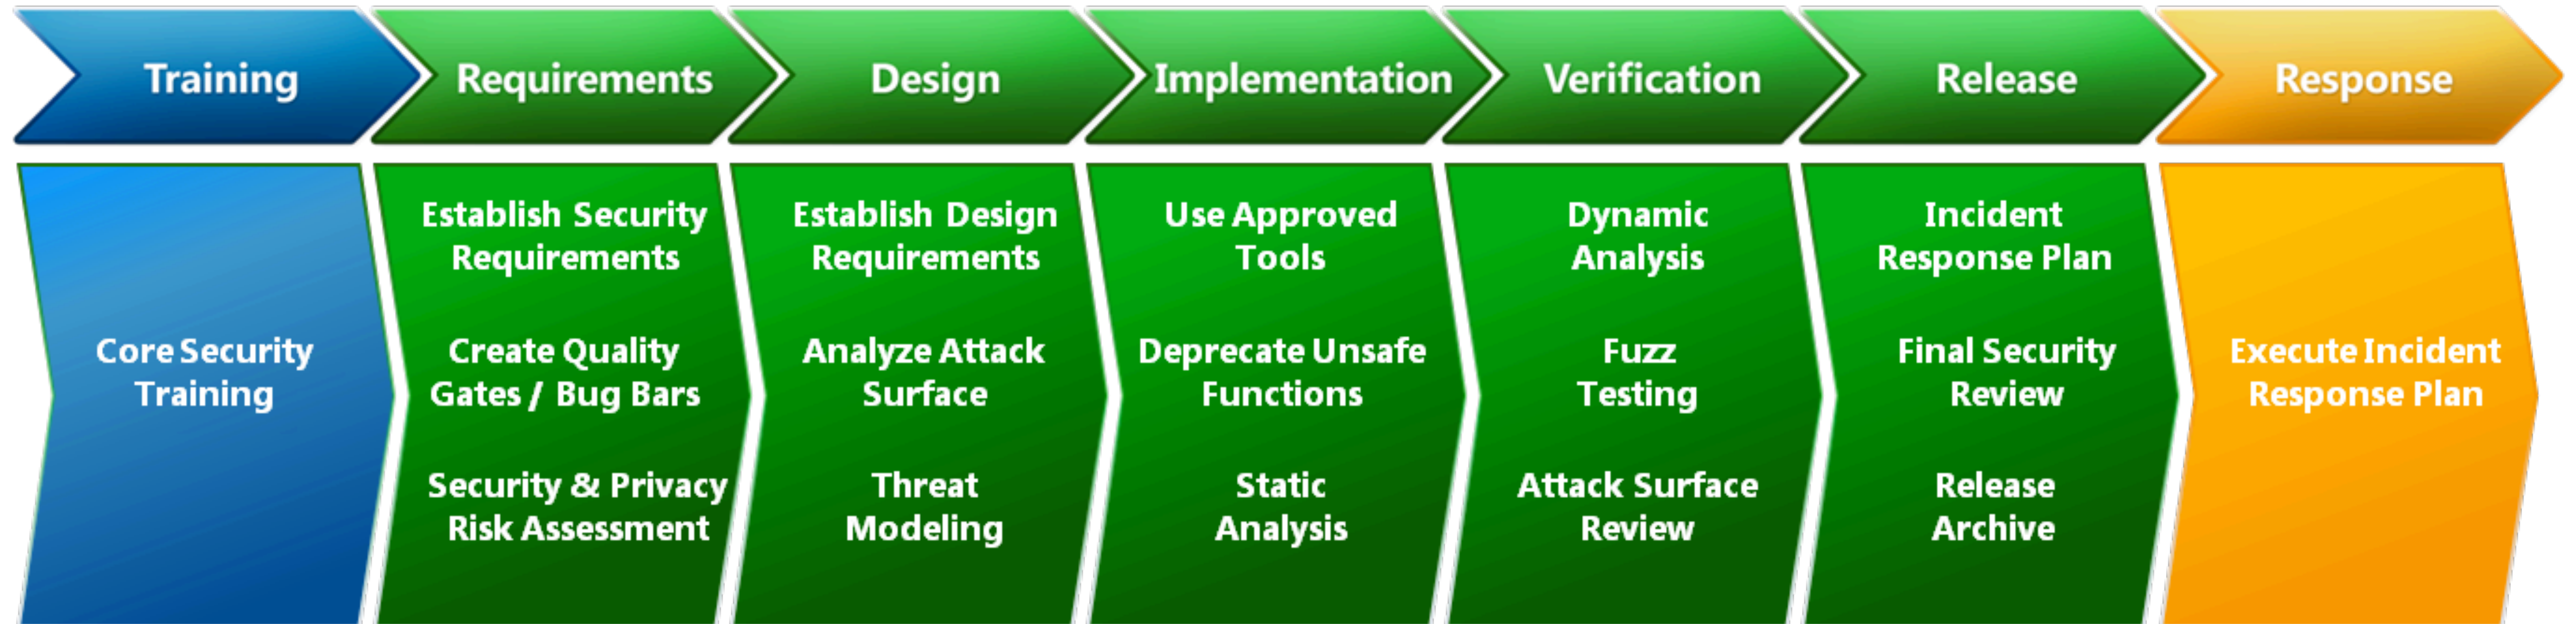 Training
Requirements
Design
Implementation
Verification
Release
Response
Core Security
Training
Establish Security
Requirements
Create Quality
Gates / Bug Bars
Security & Privacy
Risk Assessment
Establish Design
Requirements
Analyze Attack
Surface
Threat
Modeling
Use Approved
Tools
Deprecate Unsafe
Functions
Static
Analysis
Dynamic
Analysis
Fuzz
Testing
Attack Surface
Review
Incident
Response Plan
Final Security
Review
Release
Archive
Execute Incident
Response Plan